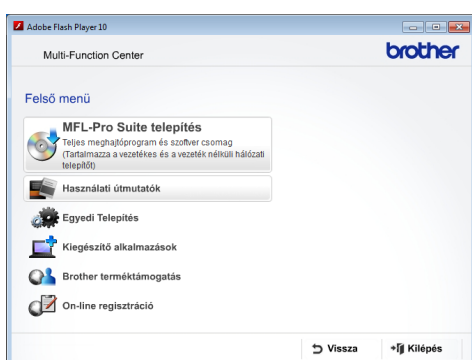 Adobe Flash Player 10
Multi-Function Center
brother
Felső menü
MFL-Pro Suite telepítés
Teljes meghajtóprogram és szoftver csomag
(Tartalmazza a vezetékes és a vezeték nélküli hálózati
telepítőt)
Használati útmutatók
Egyedi Telepítés
Kiegészítő alkalmazások
Brother terméktámogatás
On-line regisztráció
Vissza
Kilépés